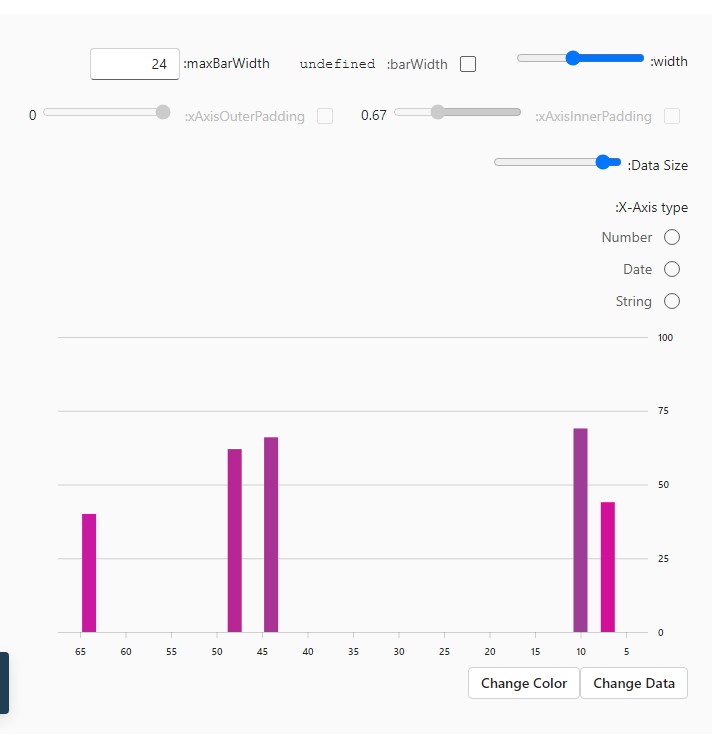 width:
barWidth: undefined
maxBarWidth: 24
xAxisInnerPadding: 0.67
xAxisOuterPadding: 0
Data Size:
X-Axis type:
Number
Date
String
100
75
50
25
0
65 60 55 50 45 40 35 30 25 20 15 10 5
Change Color Change Data